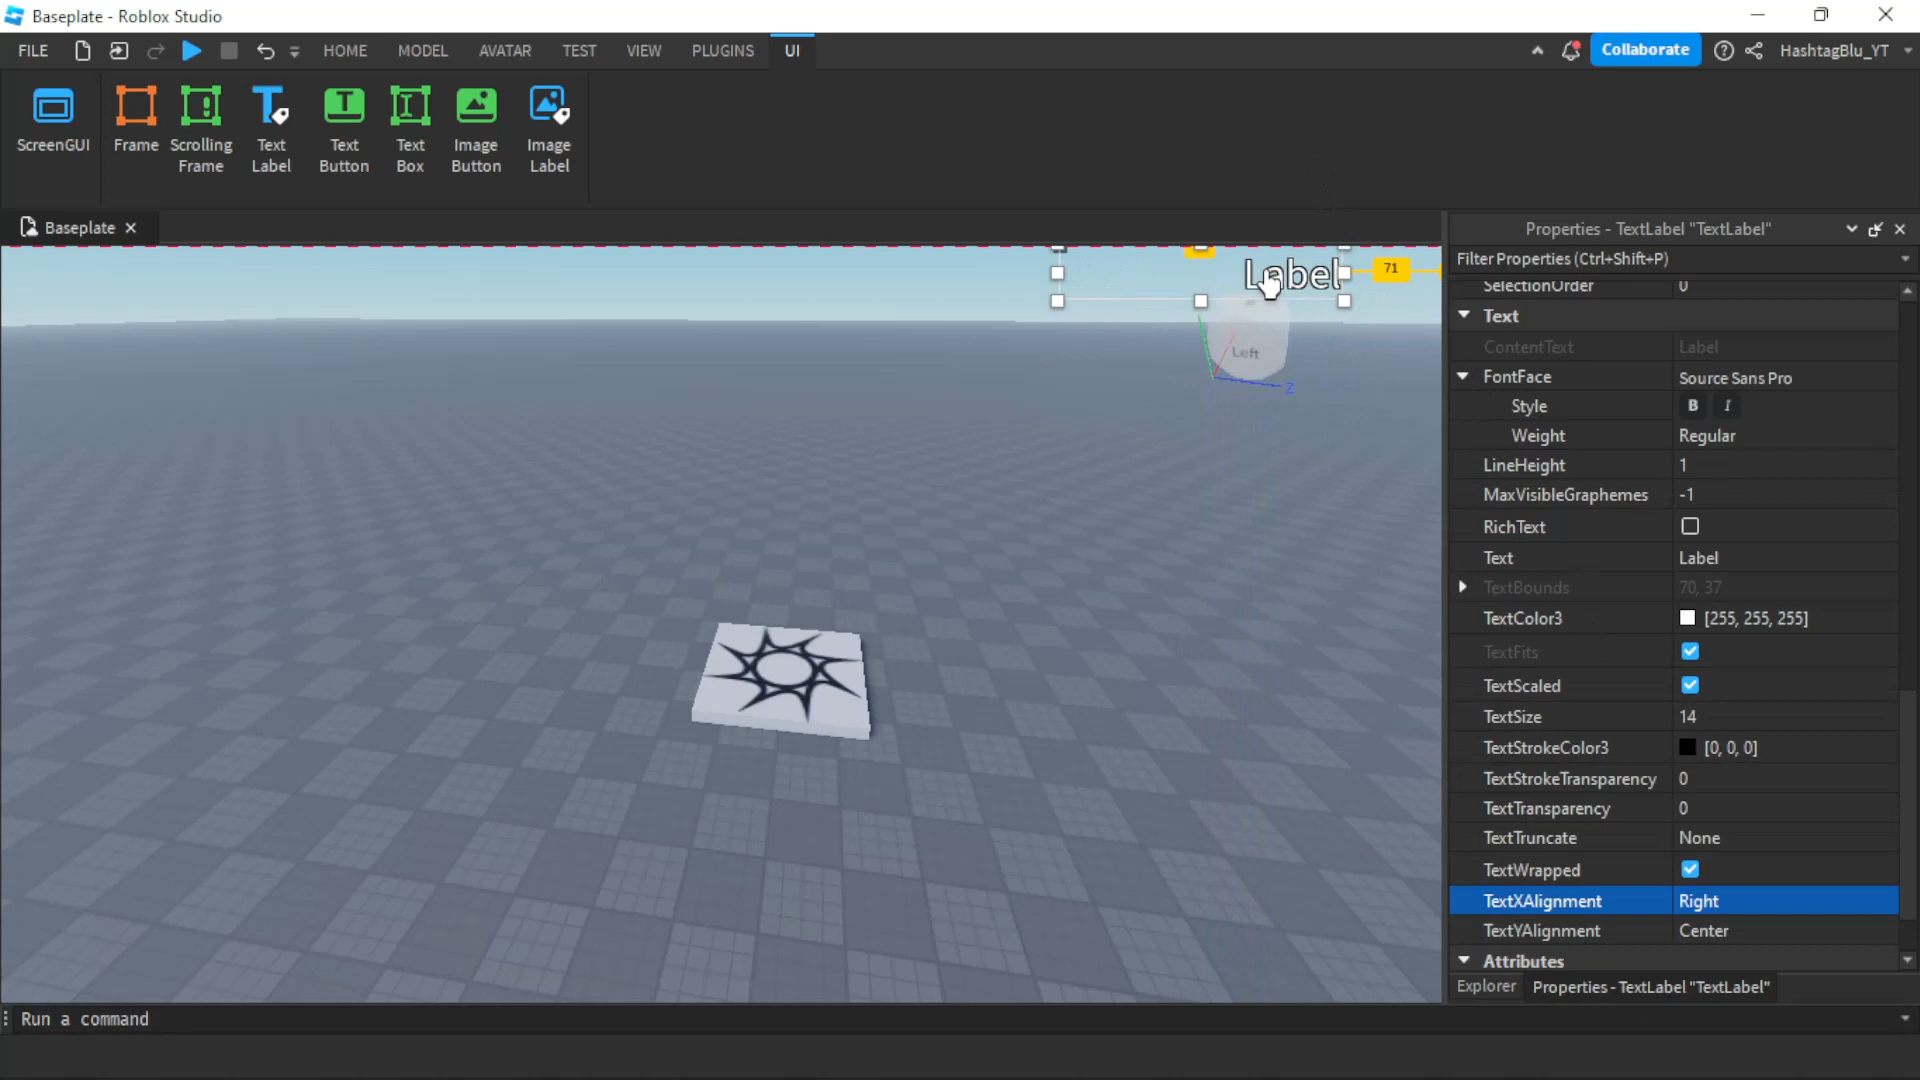 Baseplate - Roblox Studio
FILE HOME MODEL AVATAR TEST VIEW PLUGINS UI Collaborate HashtagBlu_YT
ScreenGUI
Frame
Scrolling
Frame
Text
Label
Text
Button
Text
Box
Image
Button
Image
Label
Baseplate
Label
71
Left
Z
Properties - TextLabel "TextLabel"
Filter Properties (Ctrl+Shift+P)
SelectionOrder 0
Text
ContentText Label
FontFace Source Sans Pro
Style B I
Weight Regular
LineHeight 1
MaxVisibleGraphemes -1
RichText
Text Label
TextBounds 70, 37
TextColor3 [255, 255, 255]
TextFits
TextScaled
TextSize 14
TextStrokeColor3 [0, 0, 0]
TextStrokeTransparency 0
TextTransparency 0
TextTruncate None
TextWrapped
TextXAlignment Right
TextYAlignment Center
Attributes
Explorer Properties - TextLabel "TextLabel"
Run a command